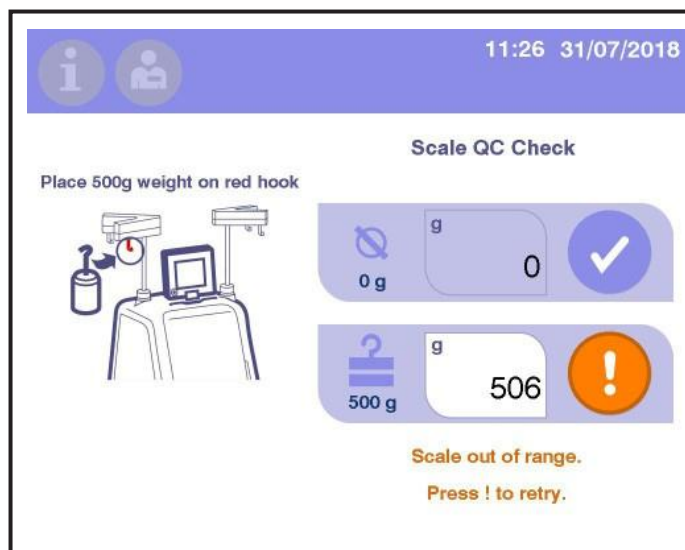 11:26 31/07/2018
Scale QC Check
Place 500g weight on red hook
g
0
0 g
g
506
500 g
!
Scale out of range.
Press ! to retry.